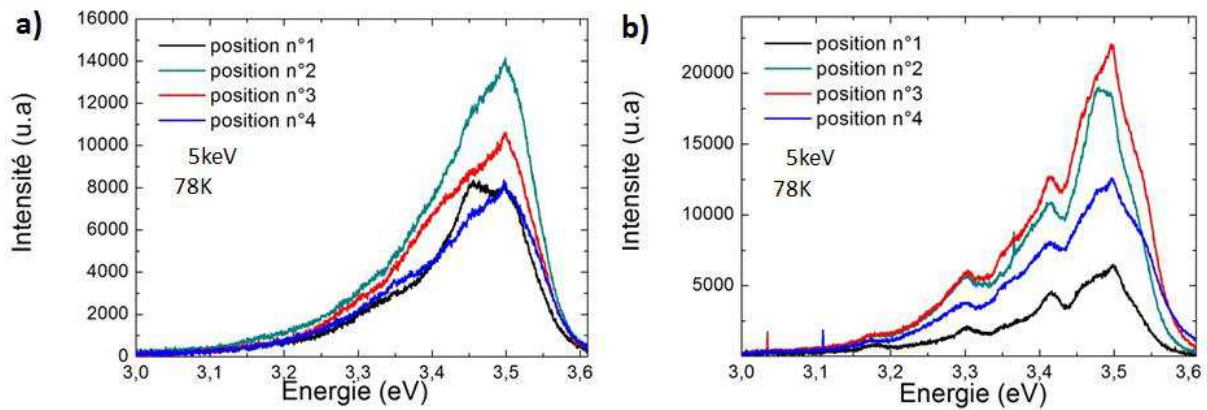 a)
Intensité (u.a)
16000
14000
12000
10000
8000
6000
4000
2000
0
position n°1
position n°2
position n°3
position n°4
5keV
78K
3,0 3,1 3,2 3,3 3,4 3,5 3,6
Energie (eV)
b)
Intensité (u.a)
20000
15000
10000
5000
position n°1
position n°2
position n°3
position n°4
5keV
78K
3,0 3,1 3,2 3,3 3,4 3,5 3,6
Energie (eV)